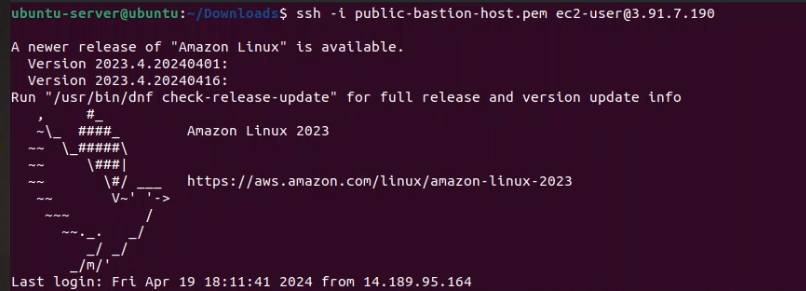 ubuntu-server@ubuntu:~/Downloads$ ssh -i public-bastion-host.pem ec2-user@3.91.7.190
A newer release of "Amazon Linux" is available.
  Version 2023.4.20240401:
  Version 2023.4.20240416:
Run "/usr/bin/dnf check-release-update" for full release and version update info
   ,     #_
   ~\_  ####_        Amazon Linux 2023
  ~~  \_#####\
  ~~     \###|
  ~~       \#/ ___   https://aws.amazon.com/linux/amazon-linux-2023
   ~~       V~' '->
    ~~~         /
      ~~._.   _/
         _/ _/
       _/m/'
Last login: Fri Apr 19 18:11:41 2024 from 14.189.95.164